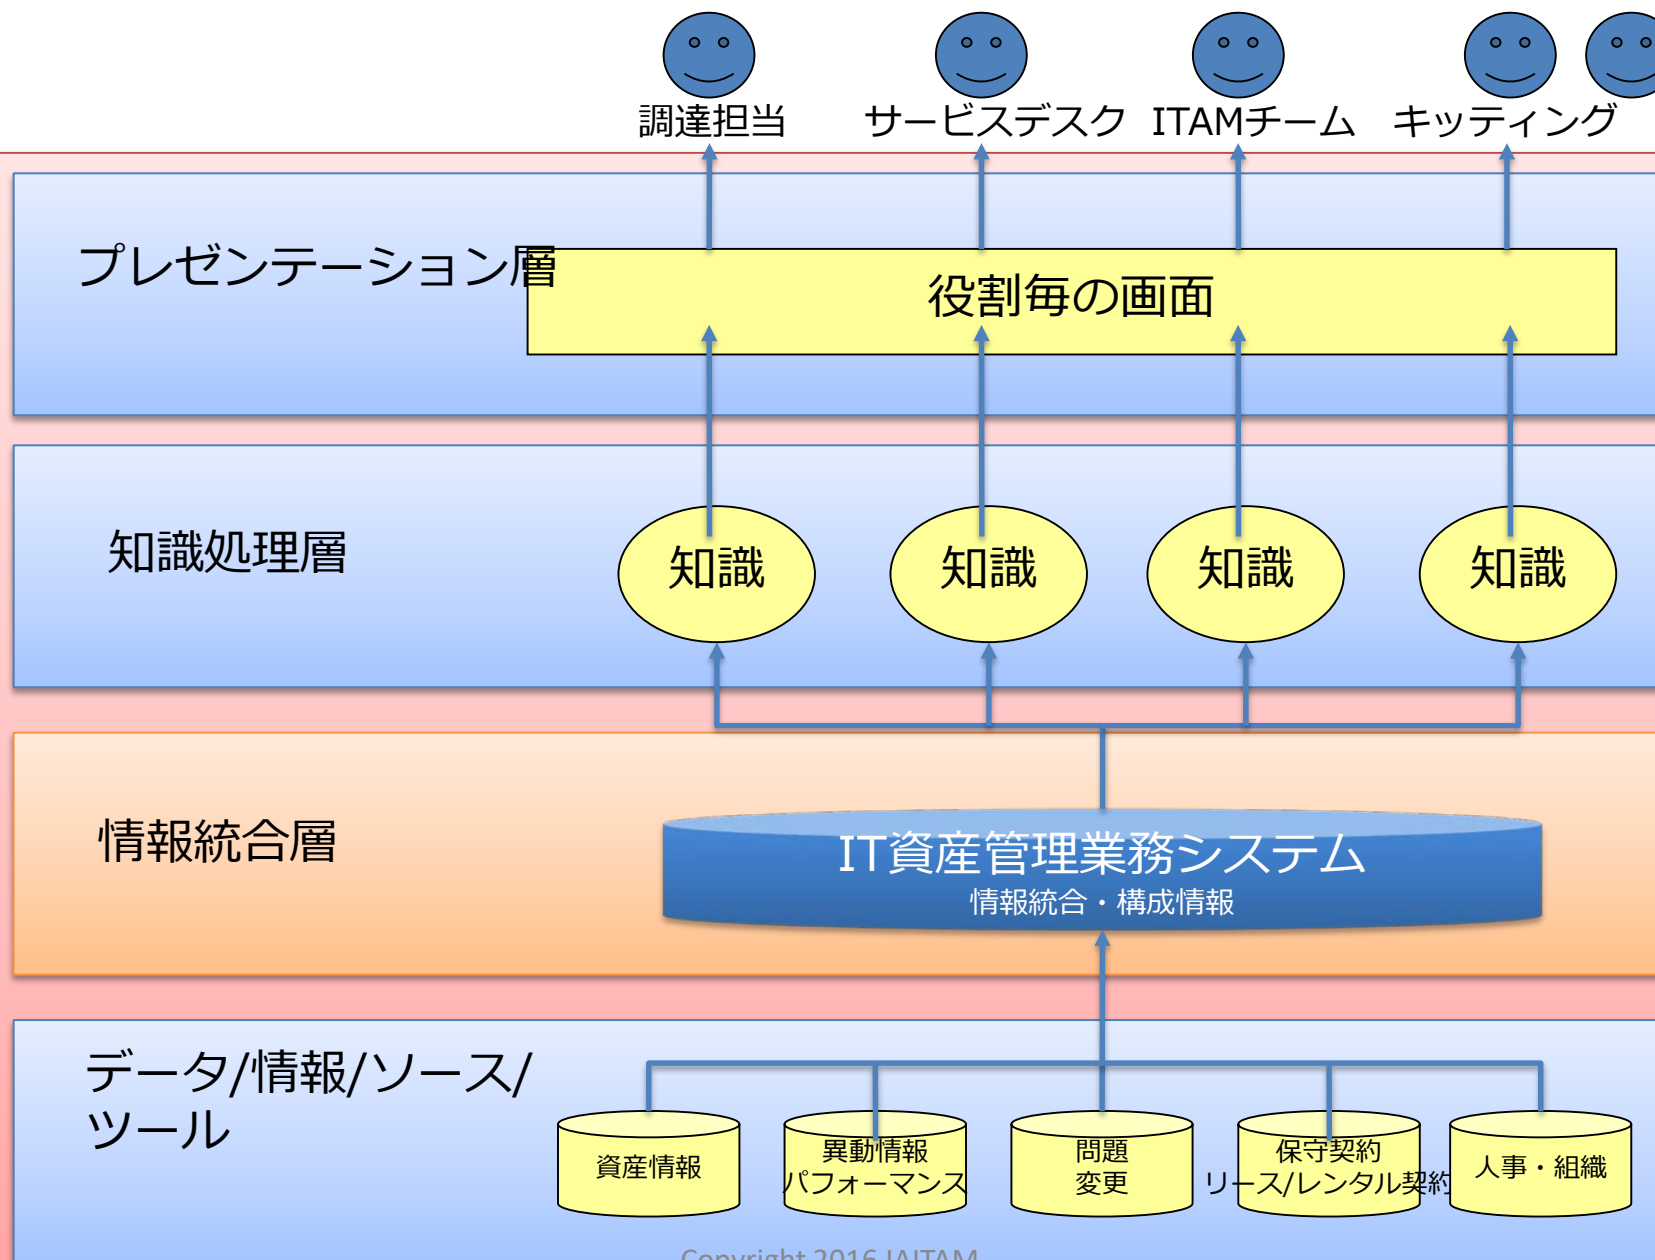 調達担当
サービスデスク
ITAMチーム
キッティング
プレゼンテーション層
役割毎の画面
知識処理層
知識
知識
知識
知識
情報統合層
IT資産管理業務システム
情報統合・構成情報
データ/情報/ソース/
ツール
資産情報
異動情報
パフォーマンス
問題
変更
保守契約
リース/レンタル契約
人事・組織
Copyright 2016 IAITAM